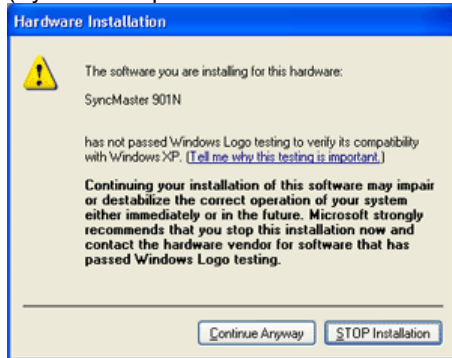 Hardware Installation
The software you are installing for this hardware:
SyncMaster 901N
has not passed Windows Logo testing to verify its compatibility
with Windows XP. (Tell me why this testing is important.)
Continuing your installation of this software may impair
or destabilize the correct operation of your system
either immediately or in the future. Microsoft strongly
recommends that you stop this installation now and
contact the hardware vendor for software that has
passed Windows Logo testing.
Continue Anyway
STOP Installation